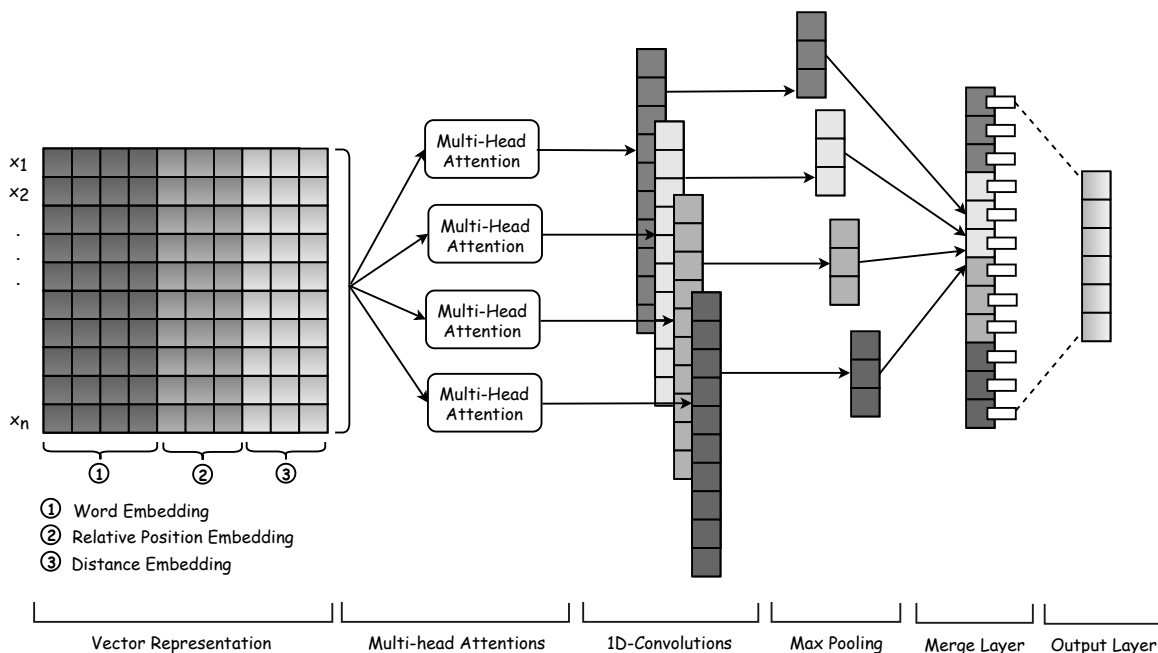 x1
x2
.
.
.
xn
Multi-Head
Attention
Multi-Head
Attention
Multi-Head
Attention
Multi-Head
Attention
1
2
3
1 Word Embedding
2 Relative Position Embedding
3 Distance Embedding
Vector Representation
Multi-head Attentions
1D-Convolutions
Max Pooling
Merge Layer
Output Layer